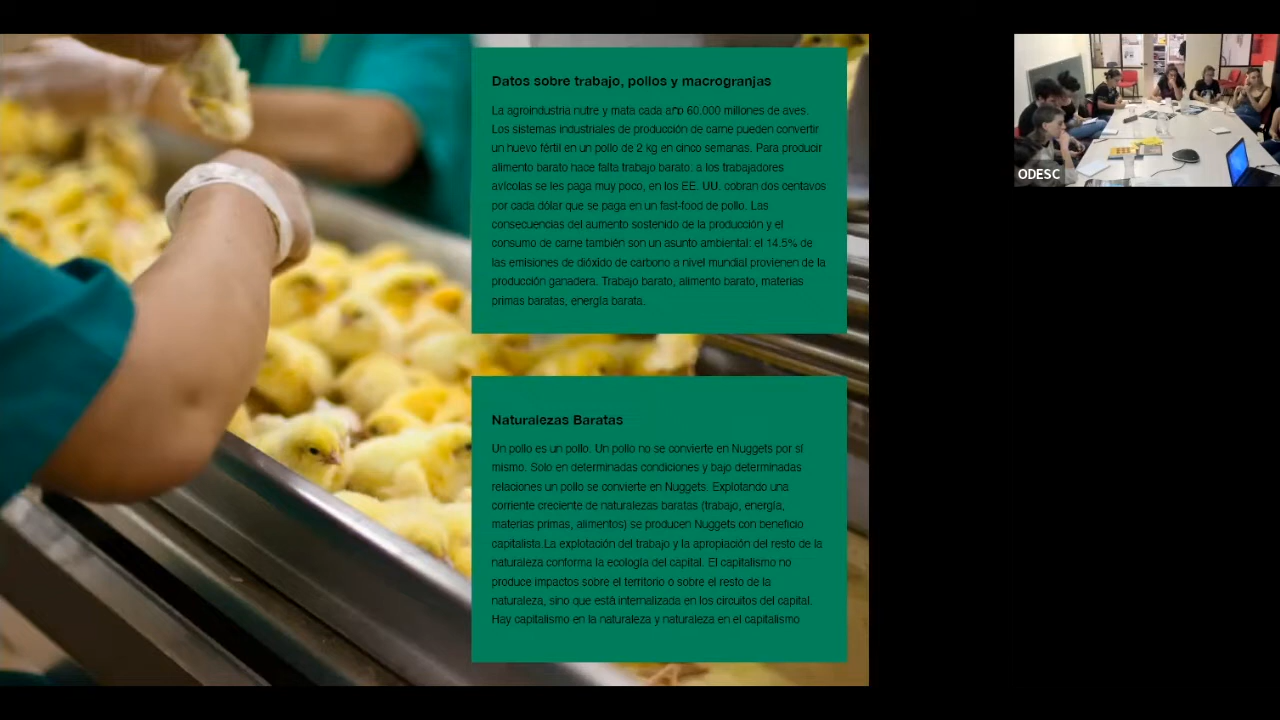 Datos sobre trabajo, pollos y macrogranjas
La agroindustria nutre y mata cada año 60.000 millones de aves.
Los sistemas industriales de producción de carne pueden convertir
un huevo fértil en un pollo de 2 kg en cinco semanas. Para producir
alimento barato hace falta trabajo barato: a los trabajadores
avícolas se les paga muy poco, en los EE. UU. cobran dos centavos
por cada dólar que se paga en un fast-food de pollo. Las
consecuencias del aumento sostenido de la producción y el
consumo de carne también son un asunto ambiental: el 14.5% de
las emisiones de dióxido de carbono a nivel mundial provienen de la
producción ganadera. Trabajo barato, alimento barato, materias
primas baratas, energía barata..
Naturalezas Baratas
Un pollo es un pollo. Un pollo no se convierte en Nuggets por sí
mismo. Solo en determinadas condiciones y bajo determinadas
relaciones un pollo se convierte en Nuggets. Explotando una
corriente creciente de naturalezas baratas (trabajo, energía,
materias primas, alimentos) se producen Nuggets con beneficio
capitalista.La explotación del trabajo y la apropiación del resto de la
naturaleza conforma la ecología del capital. El capitalismo no
produce impactos sobre el territorio o sobre el resto de la
naturaleza, sino que está internalizada en los circuitos del capital.
Hay capitalismo en la naturaleza y naturaleza en el capitalismo
ODESC